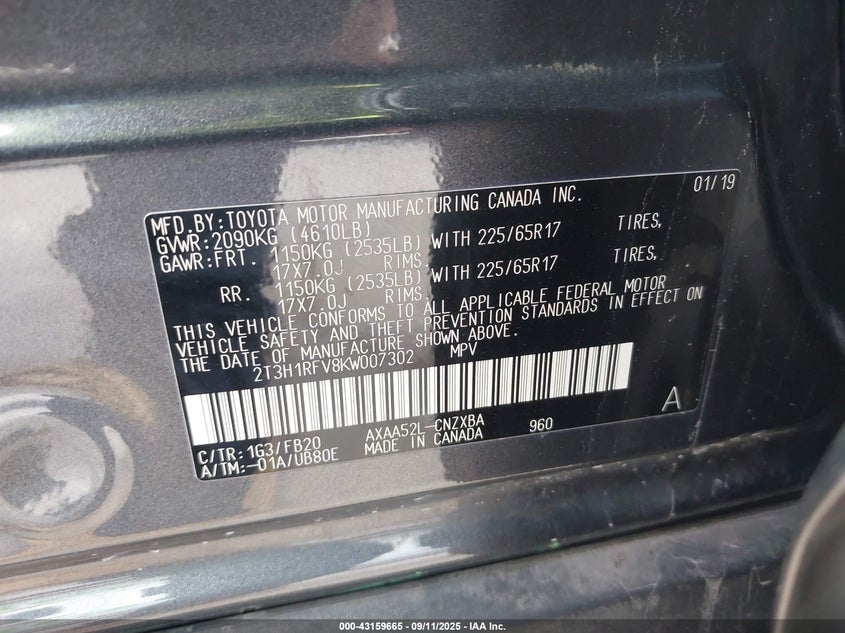 01/19
MFD.BY:TOYOTA MOTOR MANUFACTURING CANADA INC.
GVWR:2090KG (4610LB)
GAWR:FRT. 1150KG (2535LB) WITH 225/65R17 TIRES,
17X7.0J RIMS.
RR. 1150KG (2535LB) WITH 225/65R17 TIRES,
17X7.0J RIMS.
THIS VEHICLE CONFORMS TO ALL APPLICABLE FEDERAL MOTOR
VEHICLE SAFETY AND THEFT PREVENTION STANDARDS IN EFFECT ON
THE DATE OF MANUFACTURE SHOWN ABOVE.
2T3H1RFV8KW007302 MPV
A
AXAA52L-CNZXBA 960
C/TR:1G3/FB20 MADE IN CANADA
A/TM:-01A/UB80E
000-43159665 - 09/11/2025 - IAA Inc.